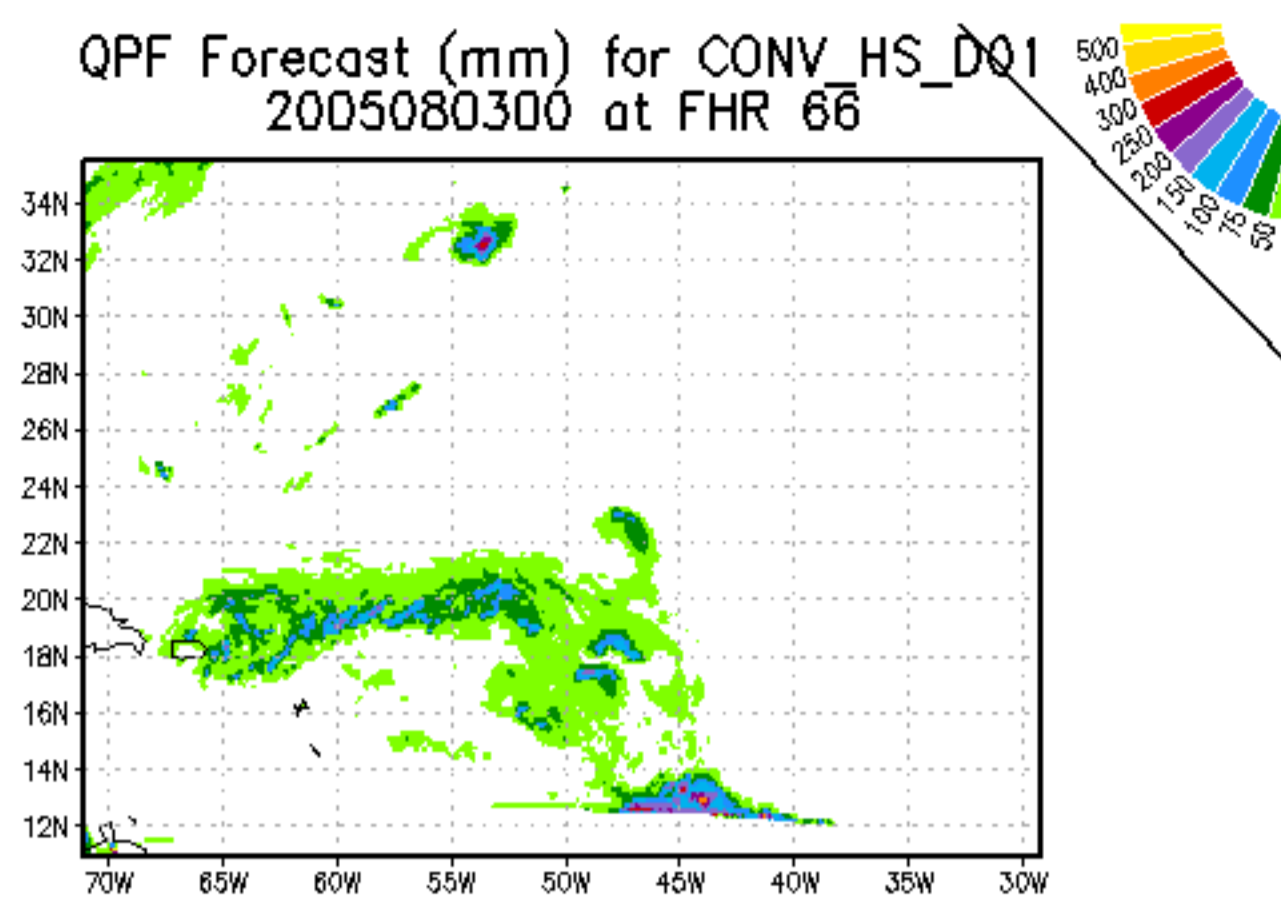 QPF Forecast (mm) for CONV_HS_D01
2005080300 at FHR 66
500
400
300
250
200
150
100
75
50
34N
32N
30N
28N
26N
24N
22N
20N
18N
16N
14N
12N
70W 65W 60W 55W 50W 45W 40W 35W 30W